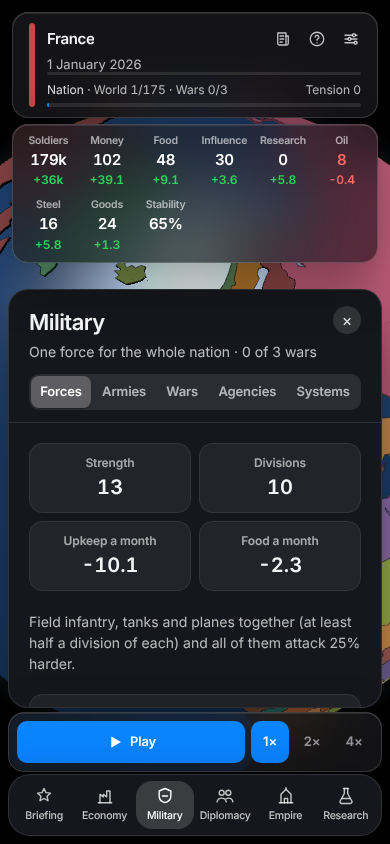 France
1 January 2026
Nation · World 1/175 · Wars 0/3
Tension 0
Soldiers Money Food Influence Research Oil
179k 102 48 30 0 8
+36k +39.1 +9.1 +3.6 +5.8 -0.4
Steel Goods Stability
16 24 65%
+5.8 +1.3
Military
×
One force for the whole nation · 0 of 3 wars
Forces Armies Wars Agencies Systems
Strength Divisions
13 10
Upkeep a month Food a month
-10.1 -2.3
Field infantry, tanks and planes together (at least
half a division of each) and all of them attack 25%
harder.
Play 1× 2× 4×
Briefing Economy Military Diplomacy Empire Research